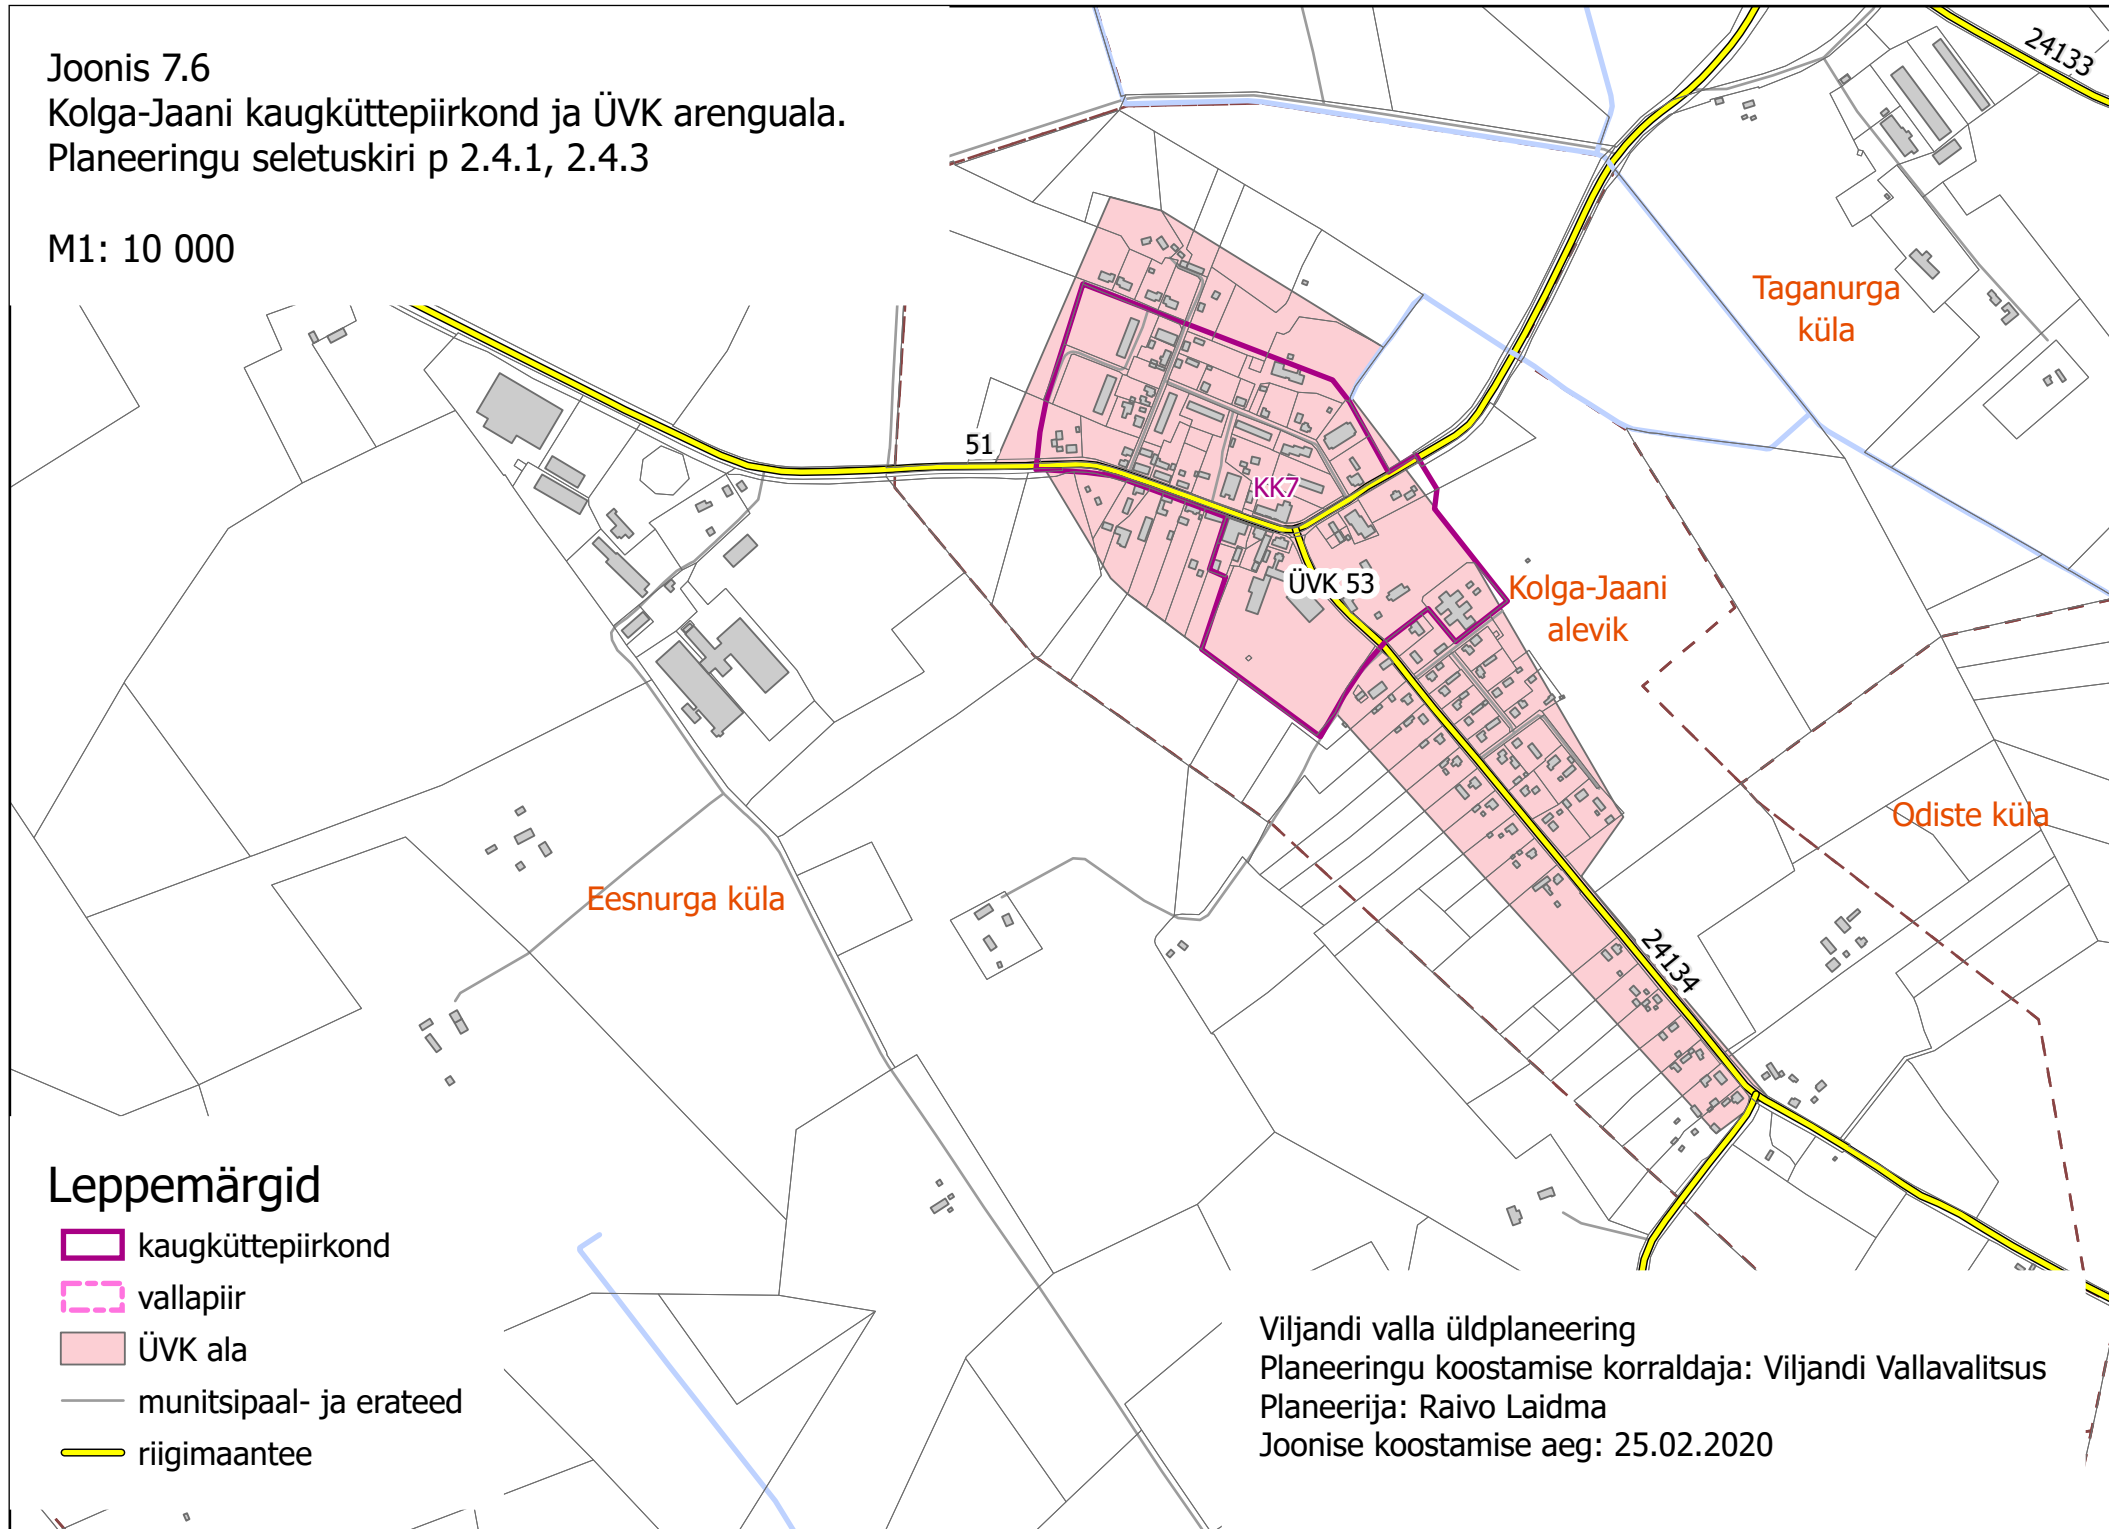 Joonis 7.6
Kolga-Jaani kaugküttepiirkond ja ÜVK arenguala.
Planeeringu seletuskiri p 2.4.1, 2.4.3
M1: 10 000
24133
Taganurga
küla
51
KK7
ÜVK 53
Kolga-Jaani
alevik
Odiste küla
Eesnurga küla
24134
Leppemärgid
kaugküttepiirkond
vallapiir
ÜVK ala
munitsipaal- ja erateed
riigimaantee
Viljandi valla üldplaneering
Planeeringu koostamise korraldaja: Viljandi Vallavalitsus
Planeerija: Raivo Laidma
Joonise koostamise aeg: 25.02.2020